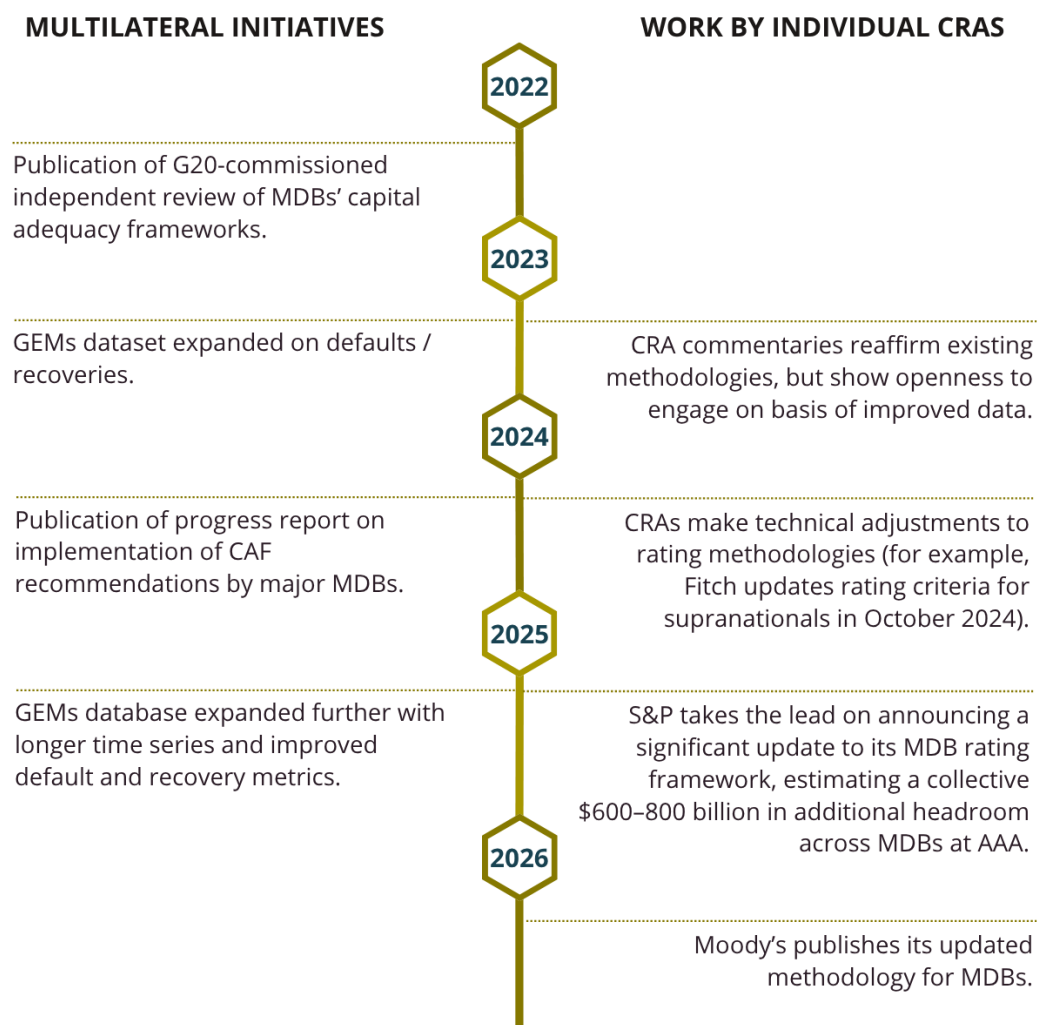 MULTILATERAL INITIATIVES
WORK BY INDIVIDUAL CRAS
2022
Publication of G20-commissioned
independent review of MDBs’ capital
adequacy frameworks.
2023
GEMs dataset expanded on defaults /
recoveries.
CRA commentaries reaffirm existing
methodologies, but show openness to
engage on basis of improved data.
2024
Publication of progress report on
implementation of CAF
recommendations by major MDBs.
CRAs make technical adjustments to
rating methodologies (for example,
Fitch updates rating criteria for
supranationals in October 2024).
2025
GEMs database expanded further with
longer time series and improved
default and recovery metrics.
S&P takes the lead on announcing a
significant update to its MDB rating
framework, estimating a collective
$600–800 billion in additional headroom
across MDBs at AAA.
2026
Moody’s publishes its updated
methodology for MDBs.